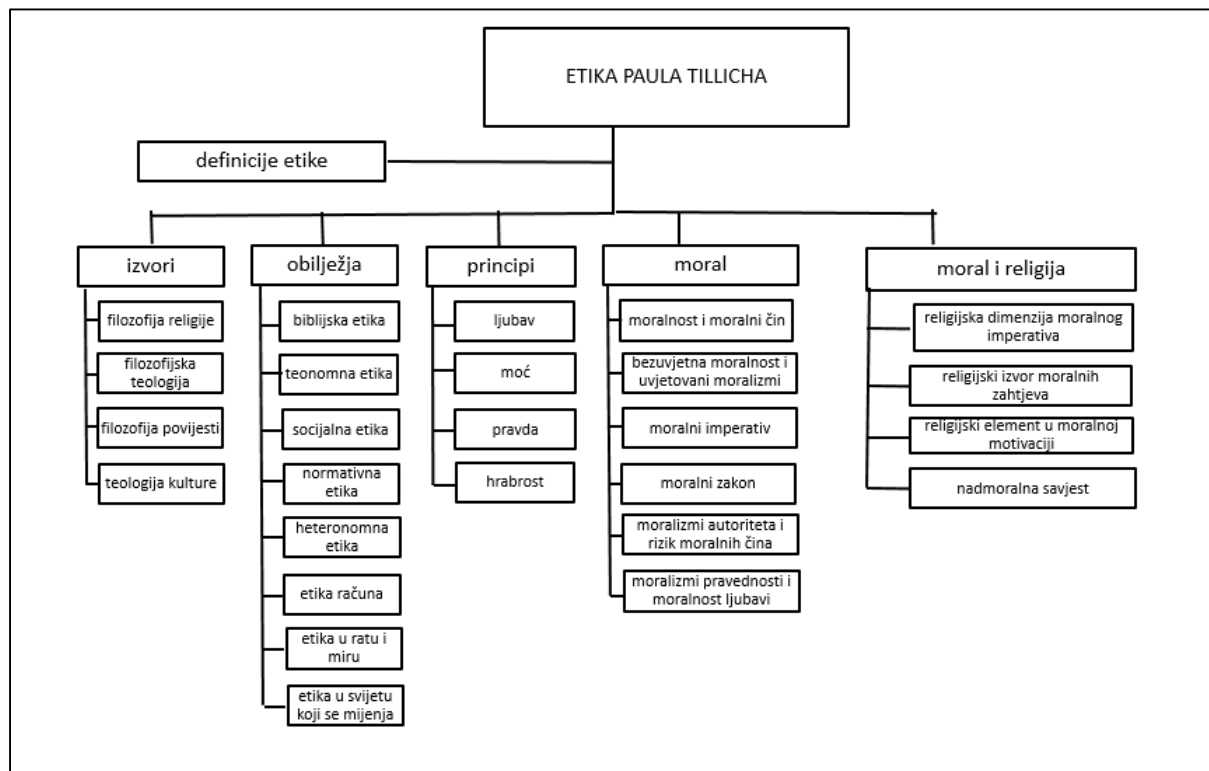 ETIKA PAULA TILLICHA
definicije etike
izvori
filozofija religije
filozofijska
teologija
filozofija povijesti
teologija kulture
obilježja
biblijska etika
teonomna etika
socijalna etika
normativna etika
heteronomna
etika
etika računa
etika u ratu i
miru
etika u svijetu
koji se mijenja
principi
ljubav
moć
pravda
hrabrost
moral
moralnost i moralni čin
bezuvjetna moralnost i
uvjetovani moralizmi
moralni imperativ
moralni zakon
moralizmi autoriteta i
rizik moralnih čina
moralizmi pravednosti i
moralnost ljubavi
moral i religija
religijska dimenzija moralnog
imperativa
religijski izvor moralnih
zahtjeva
religijski element u moralnoj
motivaciji
nadmoralna savjest